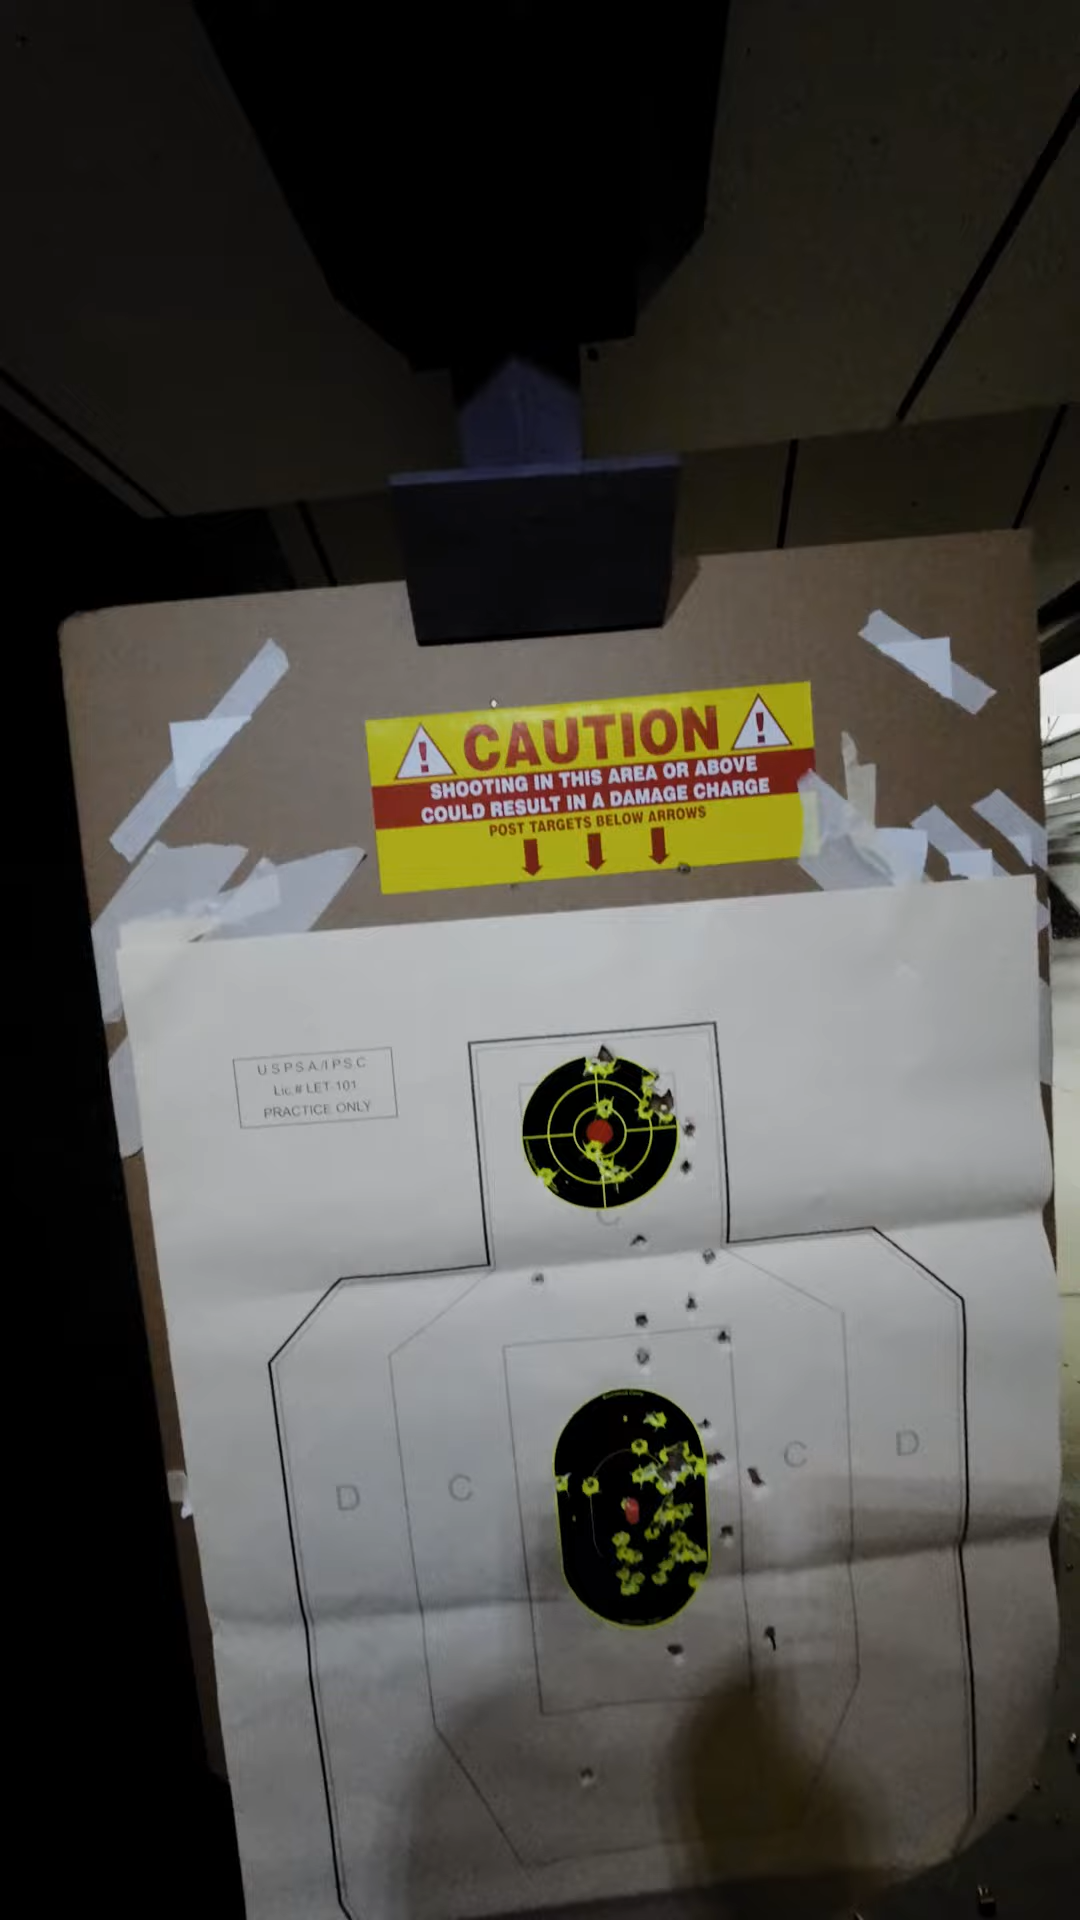 CAUTION
SHOOTING IN THIS AREA OR ABOVE
COULD RESULT IN A DAMAGE CHARGE
POST TARGETS BELOW ARROWS
USPSA/IPSC
Lic.# LET-101
PRACTICE ONLY
C
D C C D